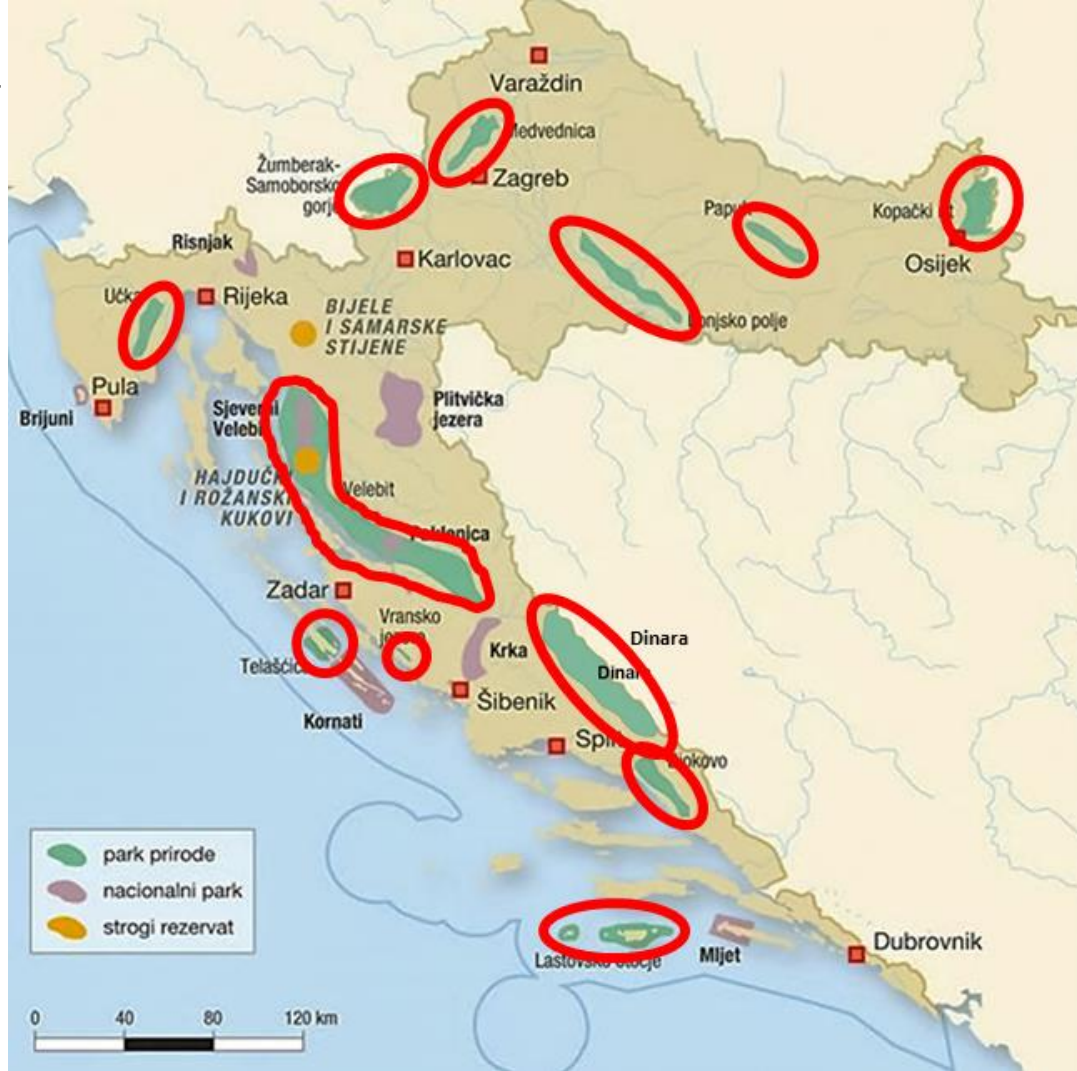 Varaždin
Medvednica
Žumberak-
Samoborsko
gorje
Zagreb
Papuk
Kopački rit
Osijek
Risnjak
Karlovac
Učka
Rijeka
BIJELE
I SAMARSKE
STIJENE
Lonjsko polje
Pula
Brijuni
Sjeverni
Velebit
Plitvička
jezera
HAJDUČKI
I ROŽANSKI
KUKOVI
Velebit
Paklenica
Zadar
Vransko
jezero
Krka
Dinara
Dinara
Telašćica
Šibenik
Kornati
Split
Biokovo
park prirode
nacionalni park
strogi rezervat
Lastovsko otočje
Mljet
Dubrovnik
0 40 80 120 km